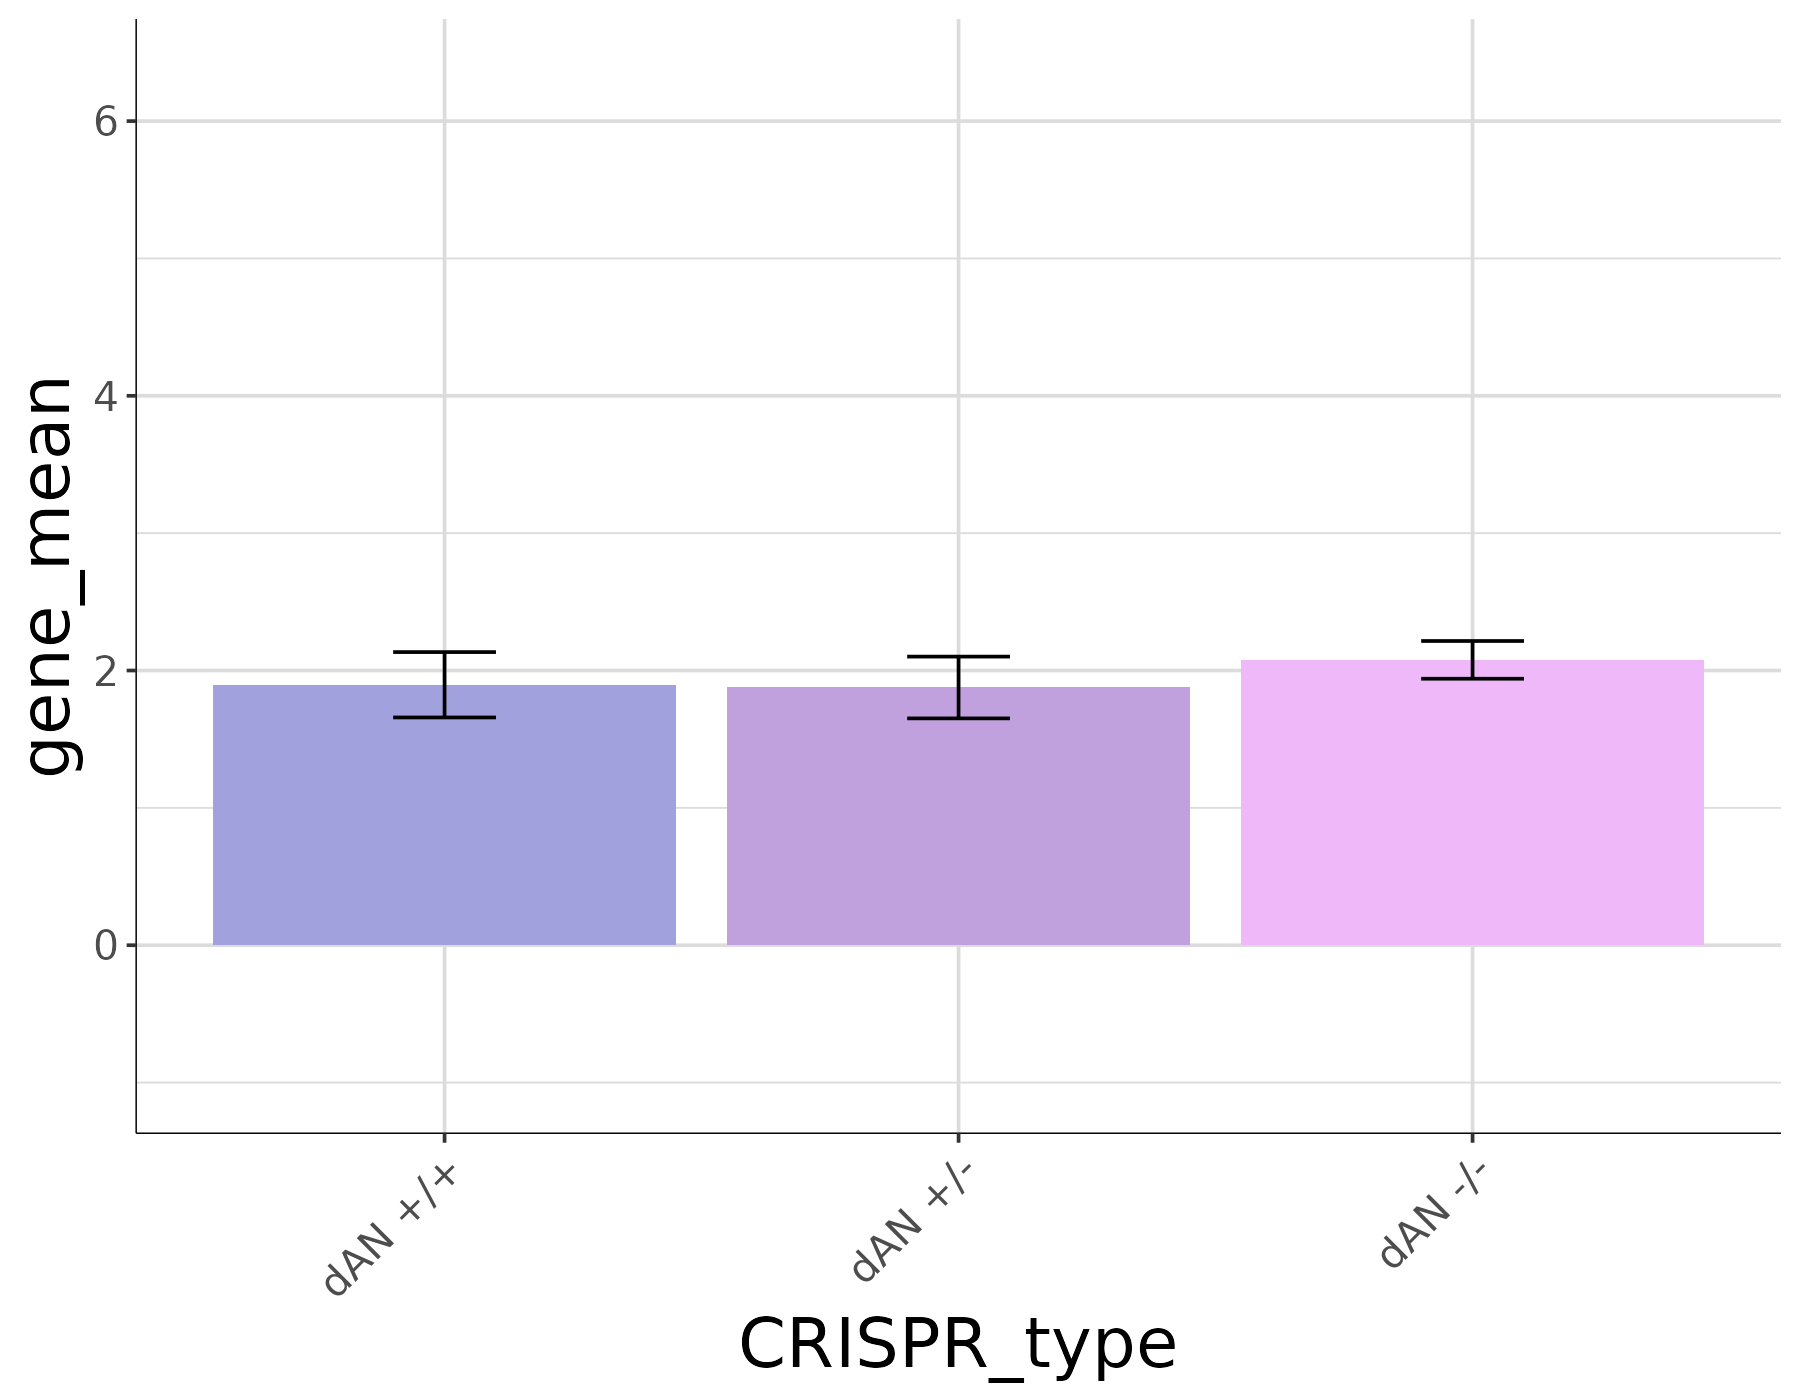 gene_mean
6
4
2
0
dAN +/+
dAN +/-
dAN -/-
CRISPR_type